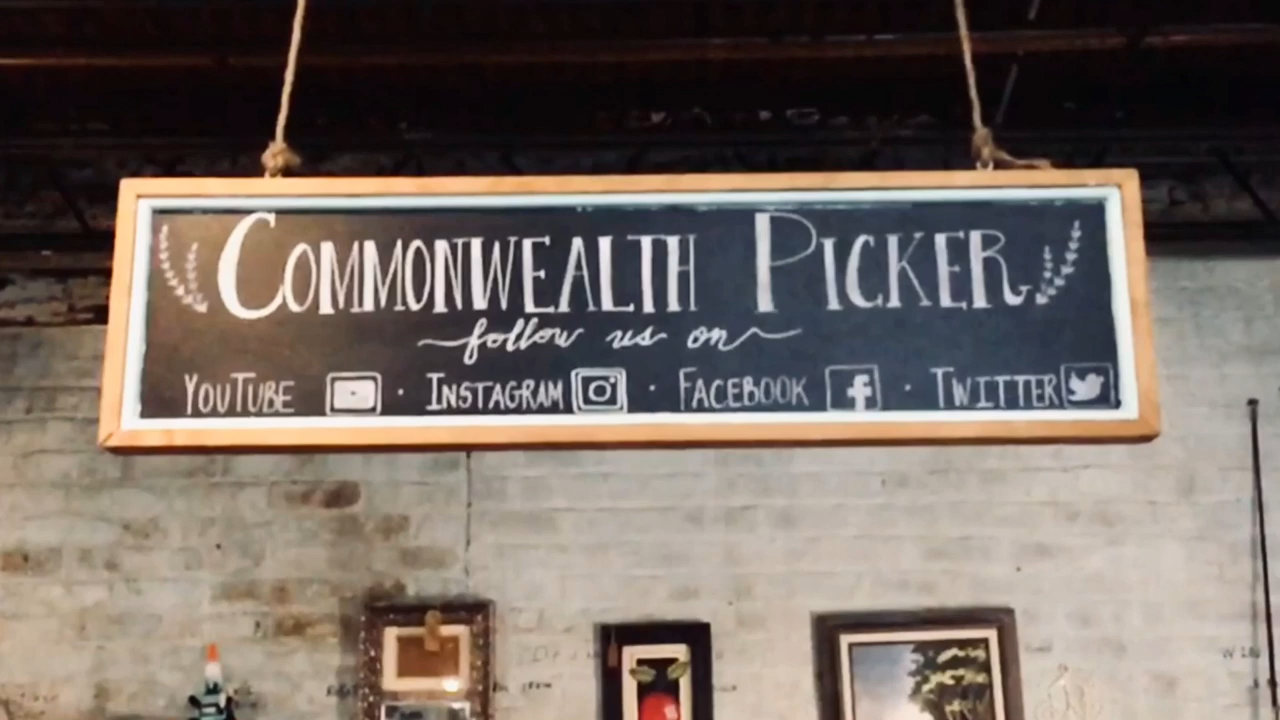 COMMONWEALTH PICKER
follow us on
YOUTUBE · INSTAGRAM · FACEBOOK · TWITTER